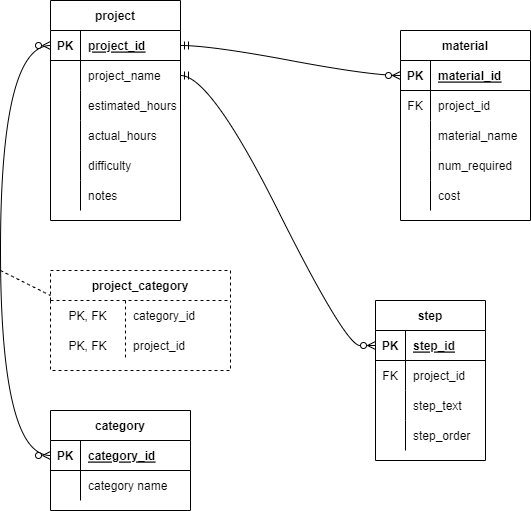 project
PK project_id
project_name
estimated_hours
actual_hours
difficulty
notes
material
PK material_id
FK project_id
material_name
num_required
cost
project_category
PK, FK category_id
PK, FK project_id
step
PK step_id
FK project_id
step_text
step_order
category
PK category_id
category name